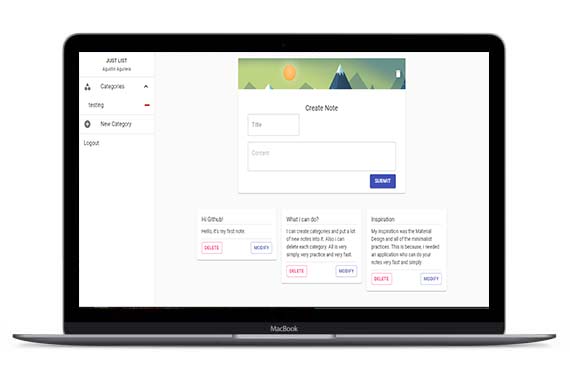 JUST LIST
Agustin Aguilera
Categories
testing
New Category
Logout
Create Note
Title
Content
SUBMIT
Hi Github!
Hello, it's my first note.
DELETE
MODIFY
What i can do?
I can create categories and put a lot
of new notes into it. Also i can
delete each category. All is very
simply, very practice and very fast.
DELETE
MODIFY
Inspiration
My inspiration was the Material
Design and all of the minimalist
practices. This is because, i needed
an application who can do your
notes very fast and simply.
DELETE
MODIFY
MacBook